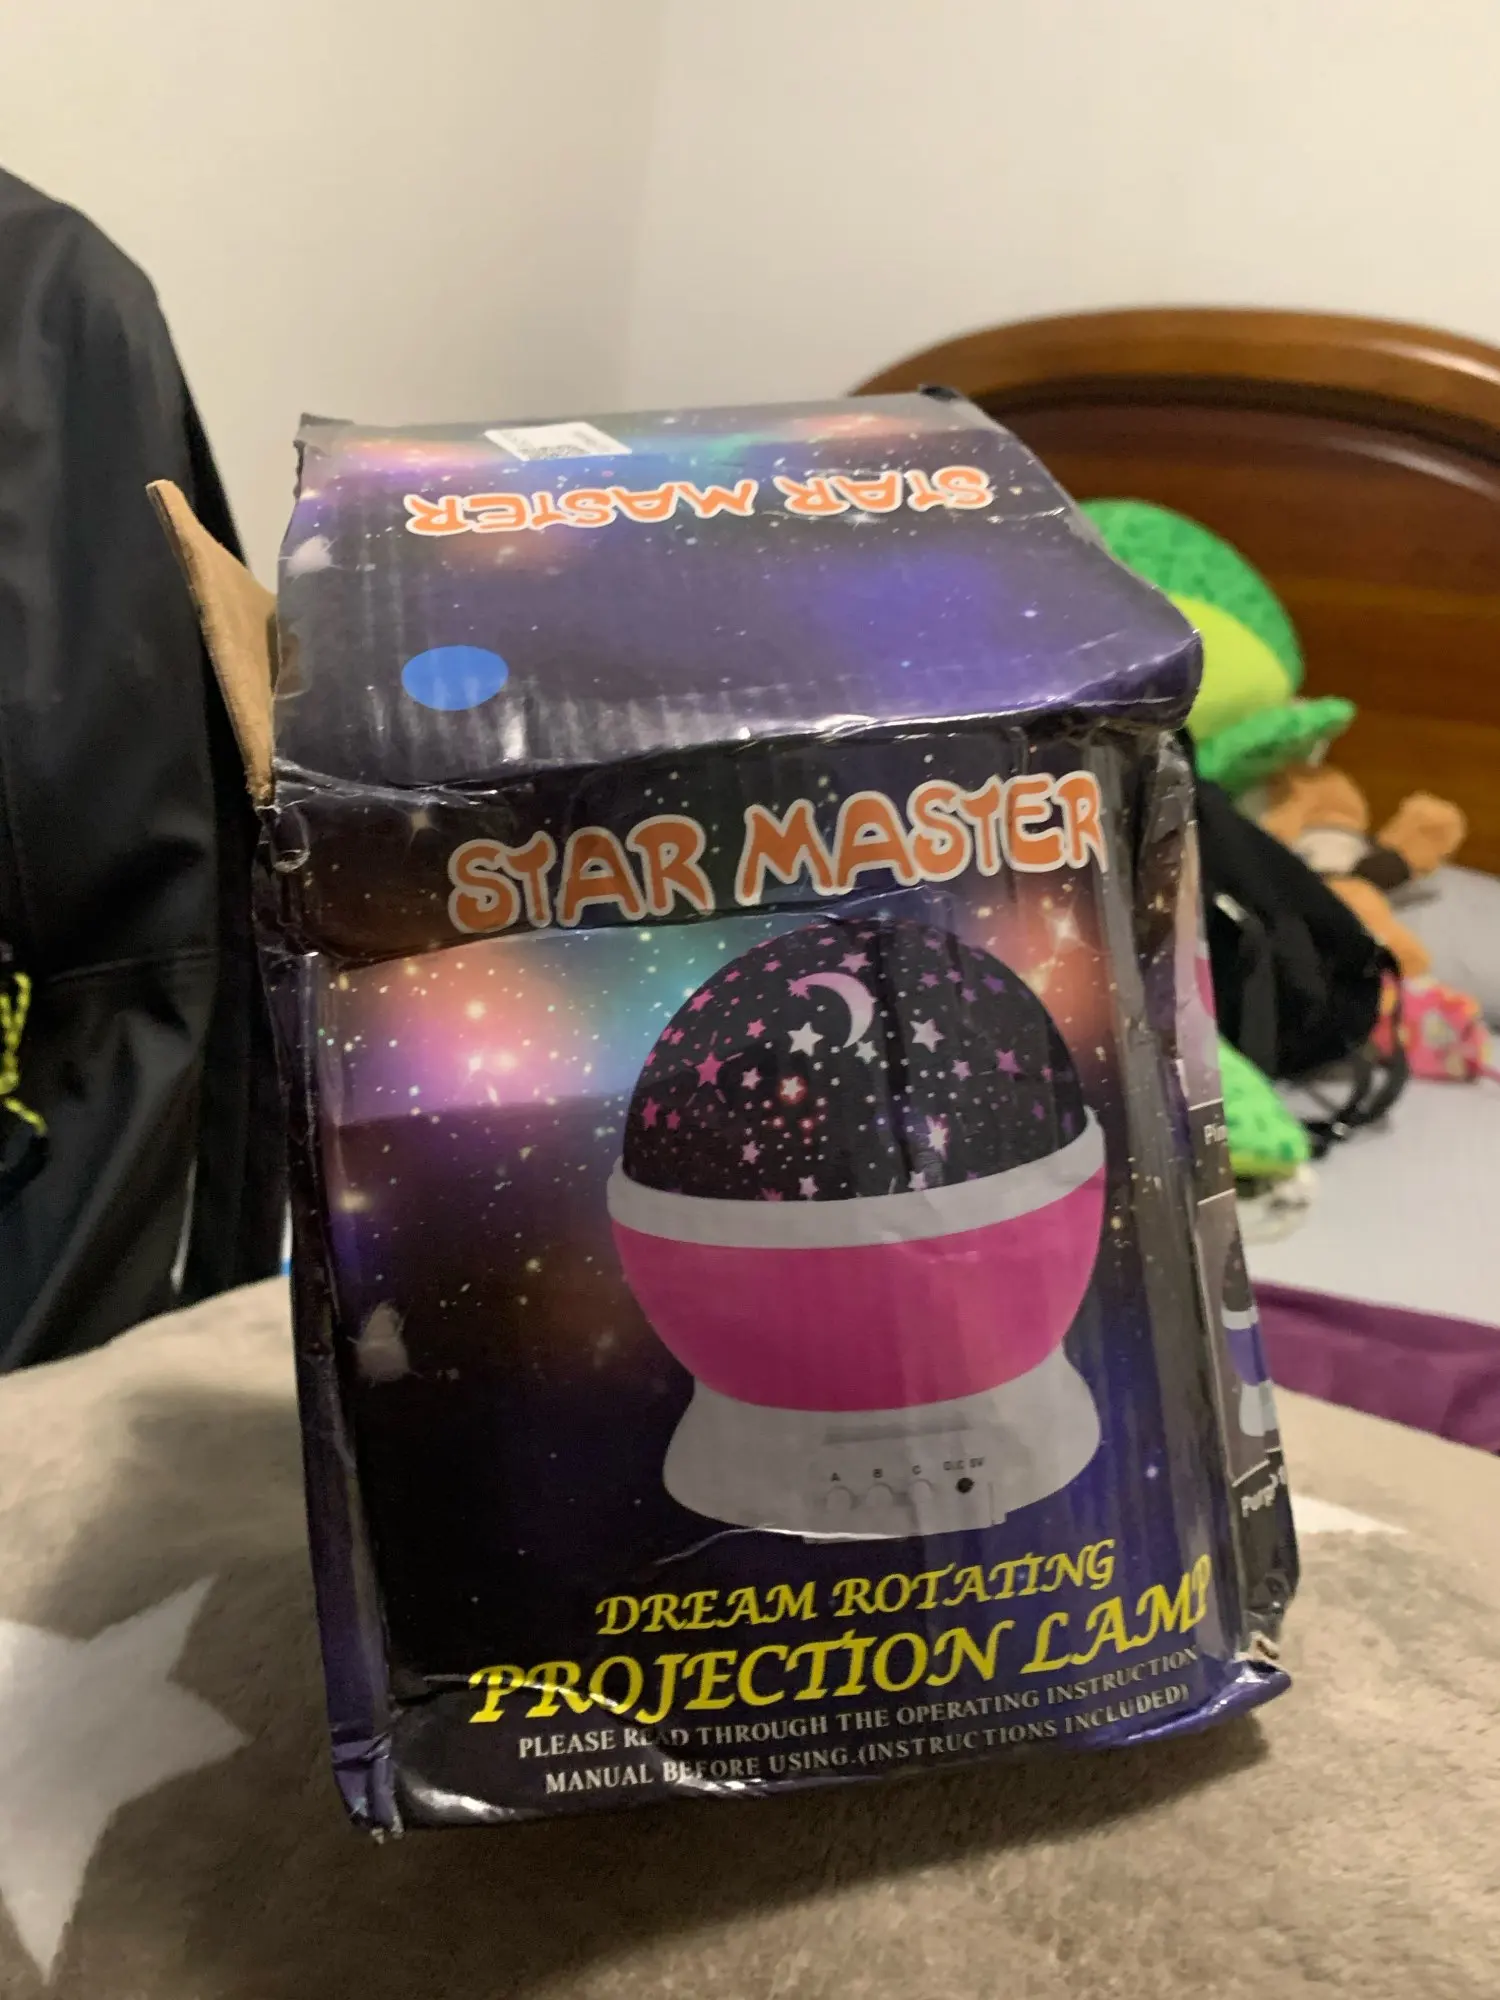 STAR MASTER
STAR MASTER
A B C D.C 5V
DREAM ROTATING
PROJECTION LAMP
PLEASE READ THROUGH THE OPERATING INSTRUCTION
MANUAL BEFORE USING.(INSTRUCTIONS INCLUDED)